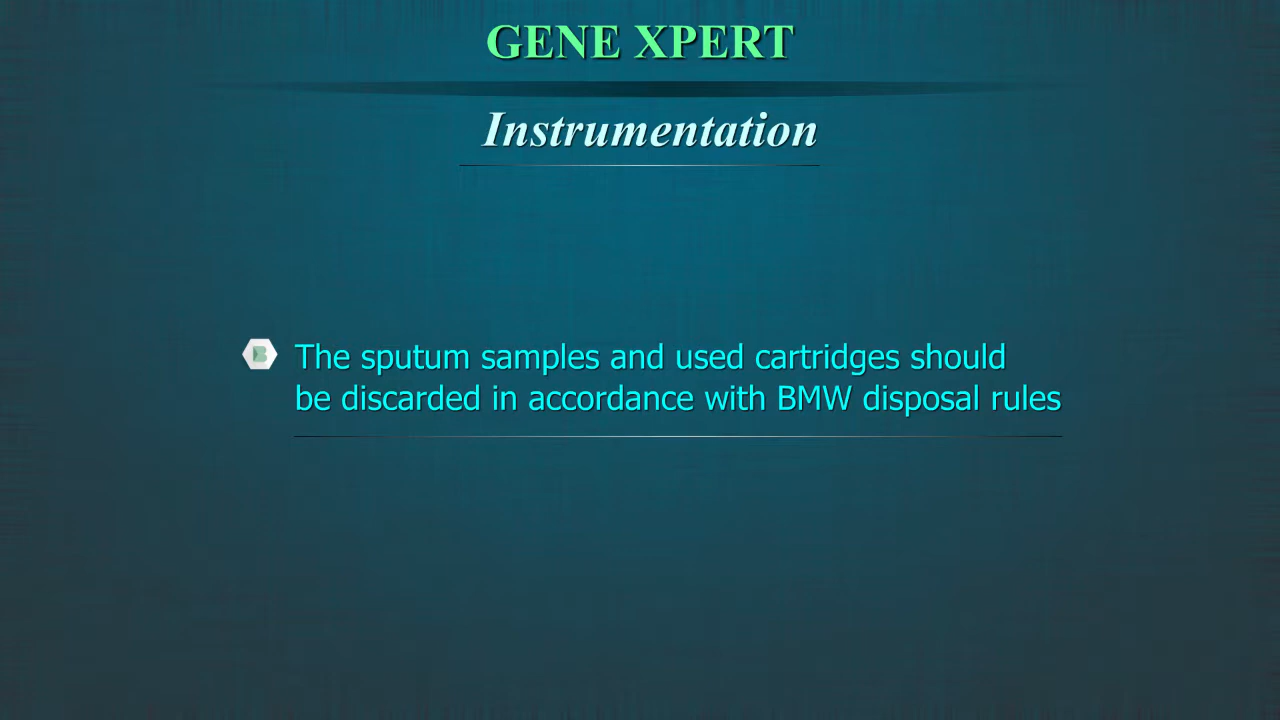 GENE XPERT
Instrumentation
The sputum samples and used cartridges should
be discarded in accordance with BMW disposal rules